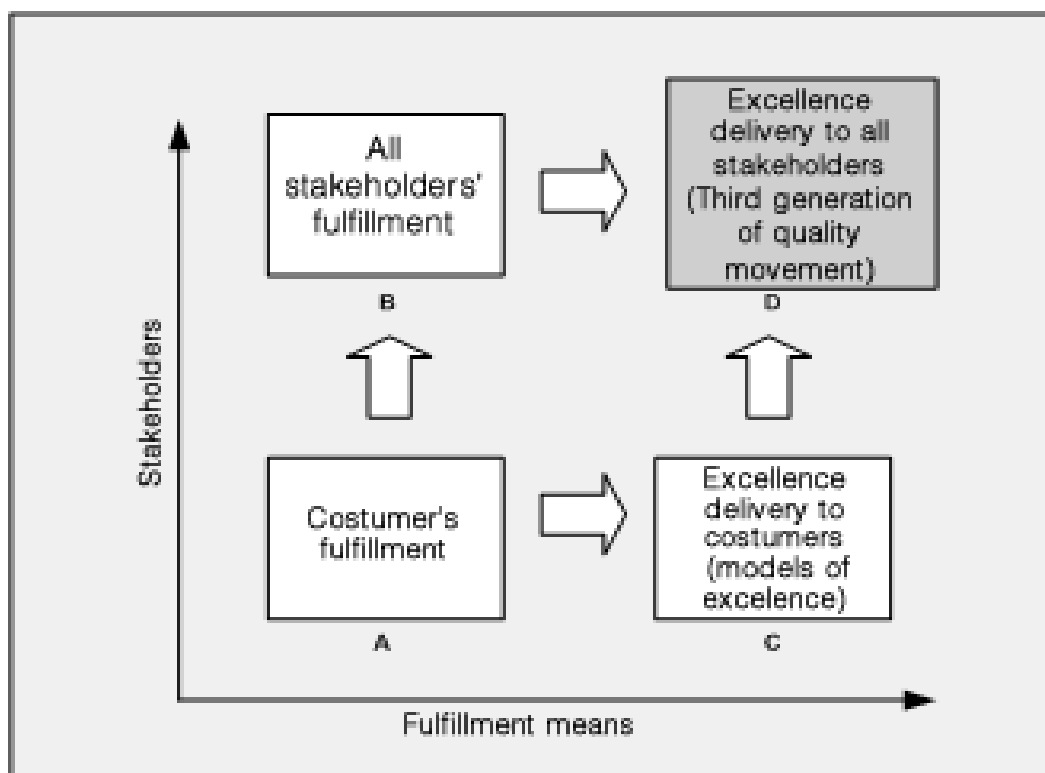 All
stakeholders'
fulfillment
B
Excellence
delivery to all
stakeholders
(Third generation
of quality
movement)
D
Stakeholders
Costumer's
fulfillment
A
Excellence
delivery to
costumers
(models of
excelence)
C
Fulfillment means